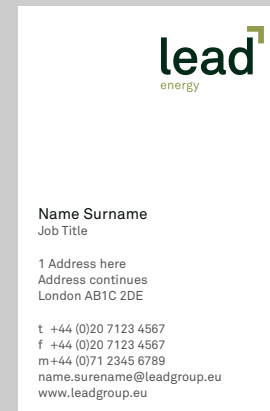 lead
energy
Name Surname
Job Title
1 Address here
Address continues
London AB1C 2DE
t +44 (0)20 7123 4567
f +44 (0)20 7123 4567
m+44 (0)71 2345 6789
name.surename@leadgroup.eu
www.leadgroup.eu